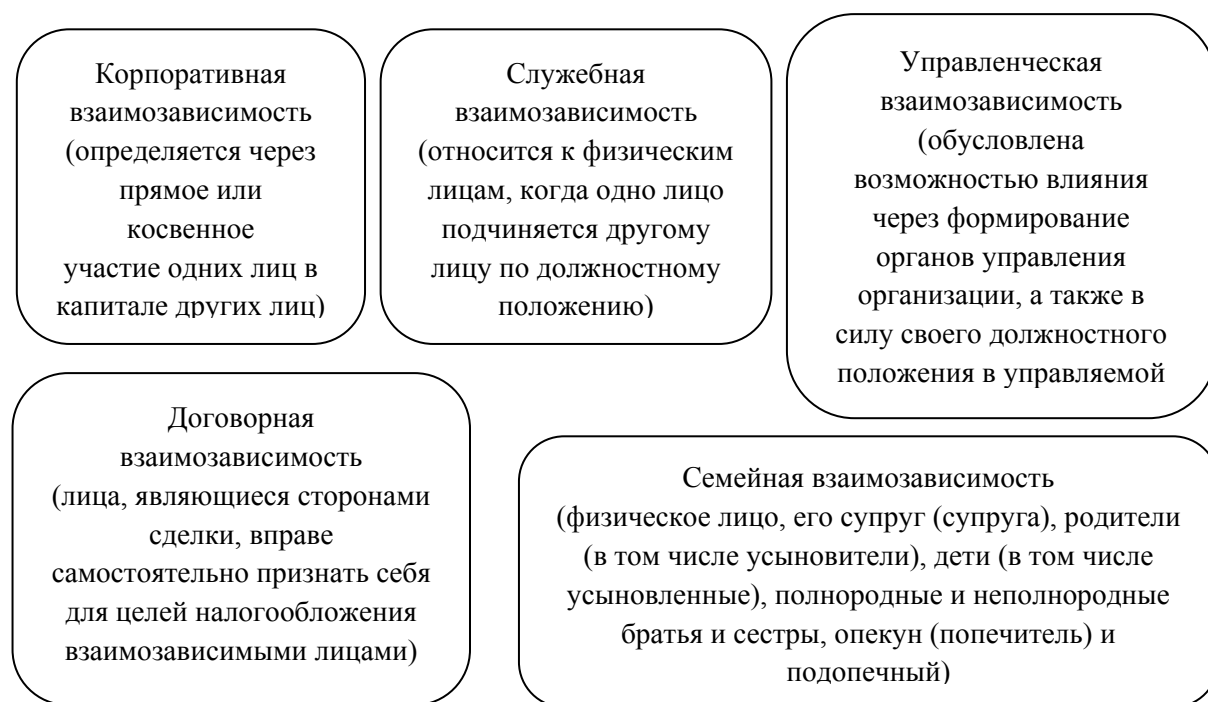 Корпоративная
взаимозависимость
(определяется через
прямое или
косвенное
участие одних лиц в
капитале других лиц)
Служебная
взаимозависимость
(относится к физическим
лицам, когда одно лицо
подчиняется другому
лицу по должностному
положению)
Управленческая
взаимозависимость
(обусловлена
возможностью влияния
через формирование
органов управления
организации, а также в
силу своего должностного
положения в управляемой
Договорная
взаимозависимость
(лица, являющиеся сторонами
сделки, вправе
самостоятельно признать себя
для целей налогообложения
взаимозависимыми лицами)
Семейная взаимозависимость
(физическое лицо, его супруг (супруга), родители
(в том числе усыновители), дети (в том числе
усыновленные), полнородные и неполнородные
братья и сестры, опекун (попечитель) и
подопечный)